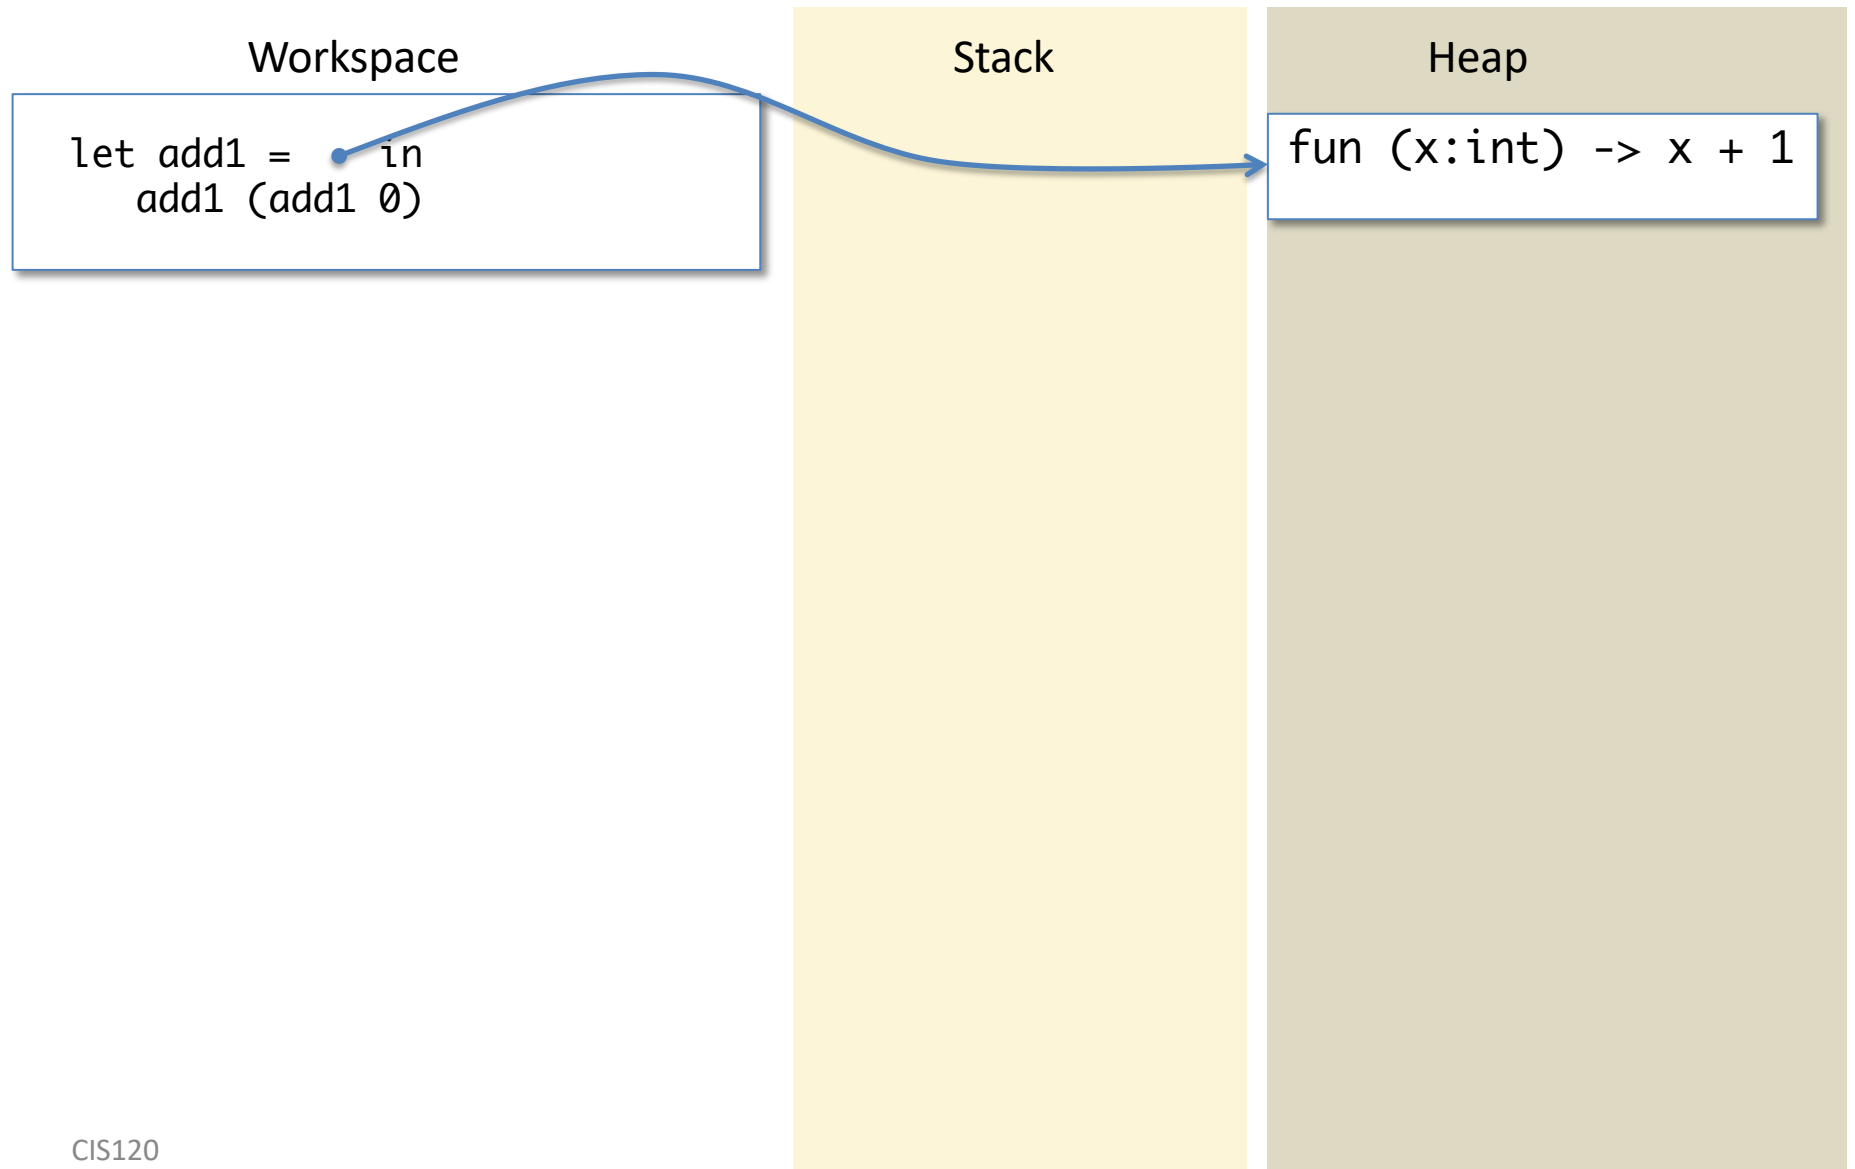 Workspace
Stack
Heap
let add1 = in
add1 (add1 0)
fun (x:int) -> x + 1
CIS120